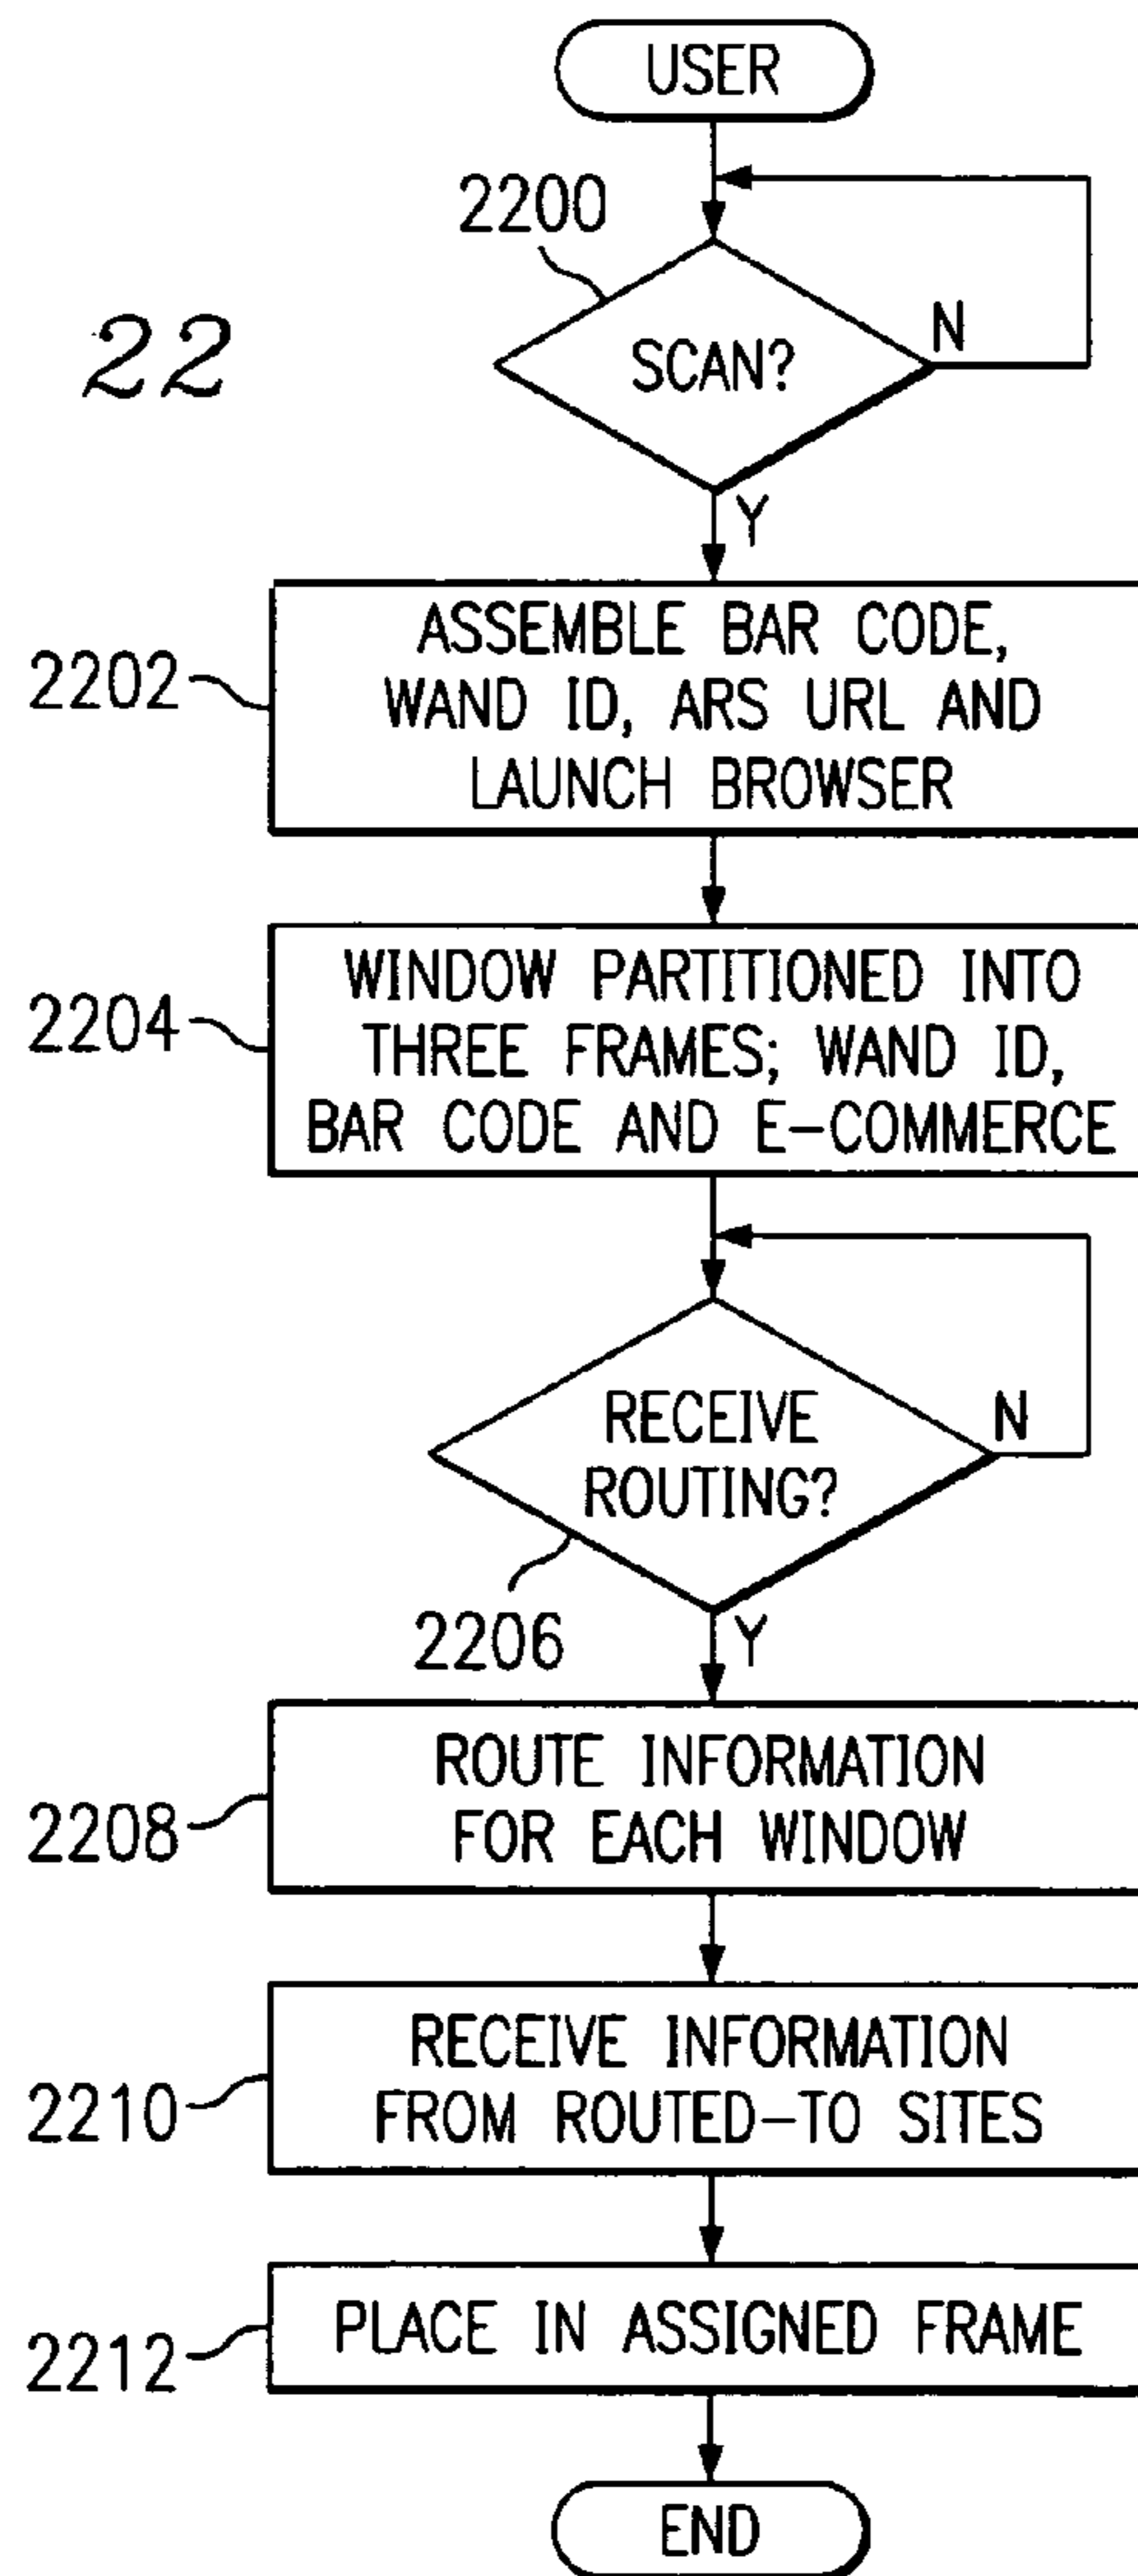 USER
2200
22
SCAN?
N
Y
2202
ASSEMBLE BAR CODE,
WAND ID, ARS URL AND
LAUNCH BROWSER
2204
WINDOW PARTITIONED INTO
THREE FRAMES; WAND ID,
BAR CODE AND E-COMMERCE
RECEIVE
ROUTING?
N
2206
Y
2208
ROUTE INFORMATION
FOR EACH WINDOW
2210
RECEIVE INFORMATION
FROM ROUTED-TO SITES
2212
PLACE IN ASSIGNED FRAME
END